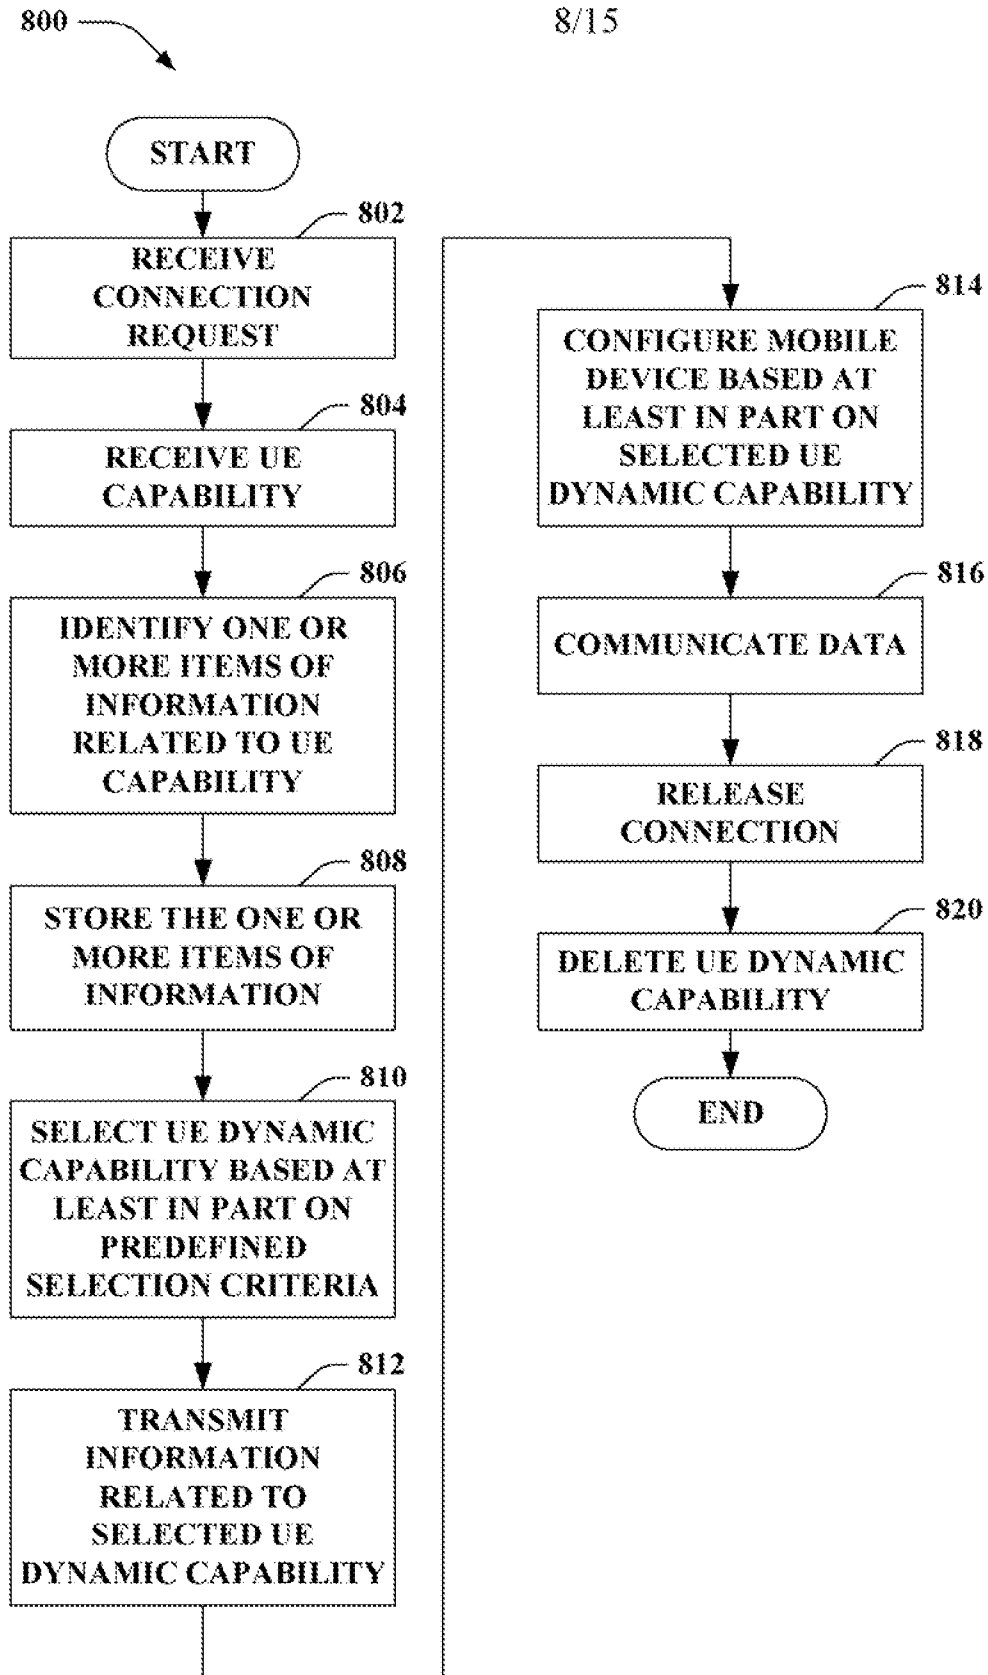 800
8/15
START
802
RECEIVE
CONNECTION
REQUEST
804
RECEIVE UE
CAPABILITY
806
IDENTIFY ONE OR
MORE ITEMS OF
INFORMATION
RELATED TO UE
CAPABILITY
808
STORE THE ONE OR
MORE ITEMS OF
INFORMATION
810
SELECT UE DYNAMIC
CAPABILITY BASED AT
LEAST IN PART ON
PREDEFINED
SELECTION CRITERIA
812
TRANSMIT
INFORMATION
RELATED TO
SELECTED UE
DYNAMIC CAPABILITY
814
CONFIGURE MOBILE
DEVICE BASED AT
LEAST IN PART ON
SELECTED UE
DYNAMIC CAPABILITY
816
COMMUNICATE DATA
818
RELEASE
CONNECTION
820
DELETE UE DYNAMIC
CAPABILITY
END